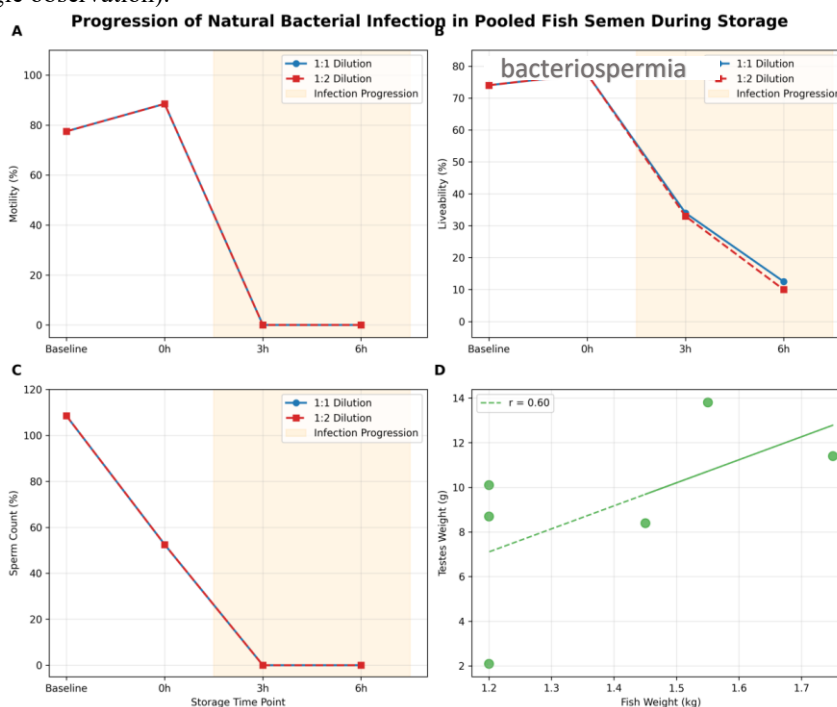 gle observation).
Progression of Natural Bacterial Infection in Pooled Fish Semen During Storage
A
Motility (%)
100
80
60
40
20
0
Baseline
0h
3h
6h
1:1 Dilution
1:2 Dilution
Infection Progression
B
bacteriospermia
Liveability (%)
80
70
60
50
40
30
20
10
0
Baseline
0h
3h
6h
1:1 Dilution
1:2 Dilution
Infection Progression
C
Sperm Count (%)
120
100
80
60
40
20
0
Baseline
0h
3h
6h
Storage Time Point
1:1 Dilution
1:2 Dilution
Infection Progression
D
Testes Weight (g)
14
12
10
8
6
4
2
1.2
1.3
1.4
1.5
1.6
1.7
Fish Weight (kg)
r = 0.60